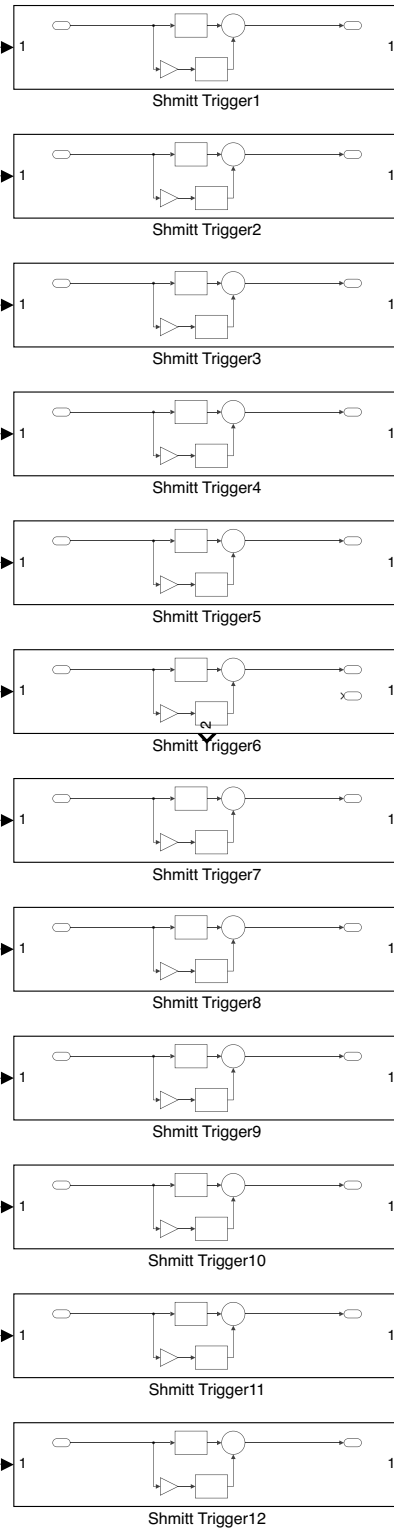 1 1
Shmitt Trigger1
1 1
Shmitt Trigger2
1 1
Shmitt Trigger3
1 1
Shmitt Trigger4
1 1
Shmitt Trigger5
1 1
2
Shmitt Trigger6
1 1
Shmitt Trigger7
1 1
Shmitt Trigger8
1 1
Shmitt Trigger9
1 1
Shmitt Trigger10
1 1
Shmitt Trigger11
1 1
Shmitt Trigger12